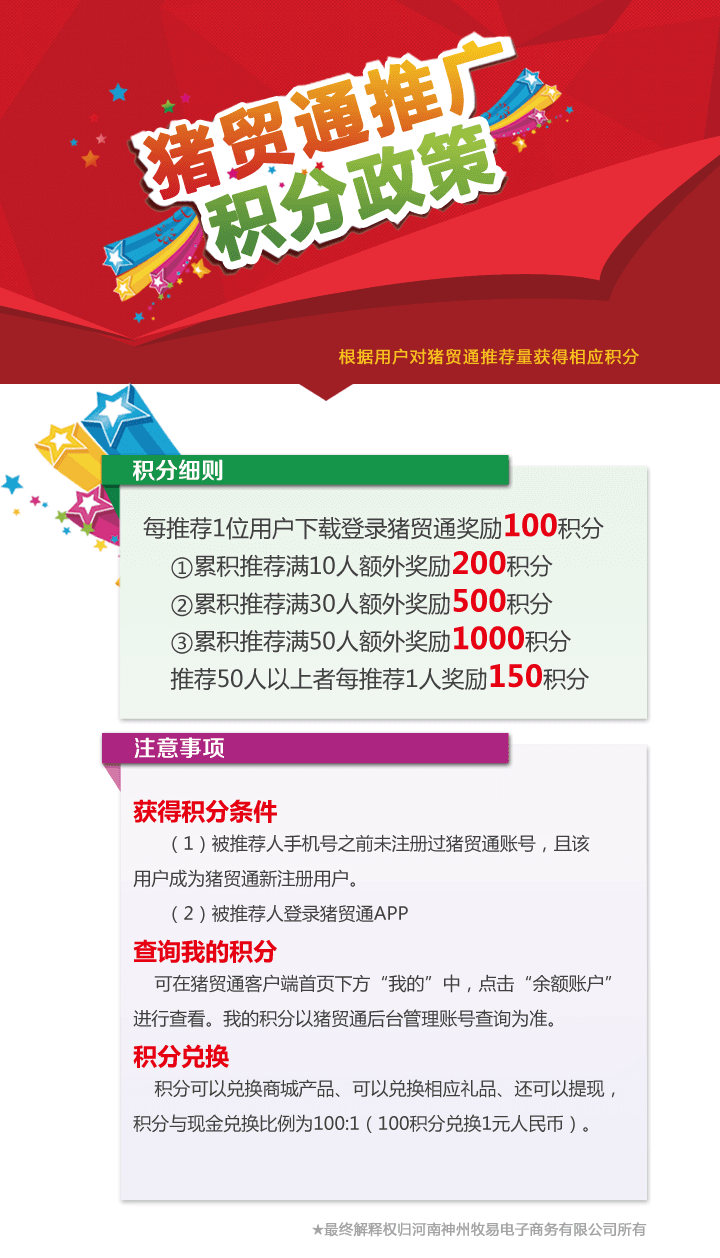 猪贸通推广
积分政策
根据用户对猪贸通推荐量获得相应积分
积分细则
每推荐1位用户下载登录猪贸通奖励100积分
①累积推荐满10人额外奖励200积分
②累积推荐满30人额外奖励500积分
③累积推荐满50人额外奖励1000积分
推荐50人以上者每推荐1人奖励150积分
注意事项
获得积分条件
（1）被推荐人手机号之前未注册过猪贸通账号，且该
用户成为猪贸通新注册用户。
（2）被推荐人登录猪贸通APP
查询我的积分
可在猪贸通客户端首页下方“我的”中，点击“余额账户”
进行查看。我的积分以猪贸通后台管理账号查询为准。
积分兑换
积分可以兑换商城产品、可以兑换相应礼品、还可以提现，
积分与现金兑换比例为100:1（100积分兑换1元人民币）。
★最终解释权归河南神州牧易电子商务有限公司所有